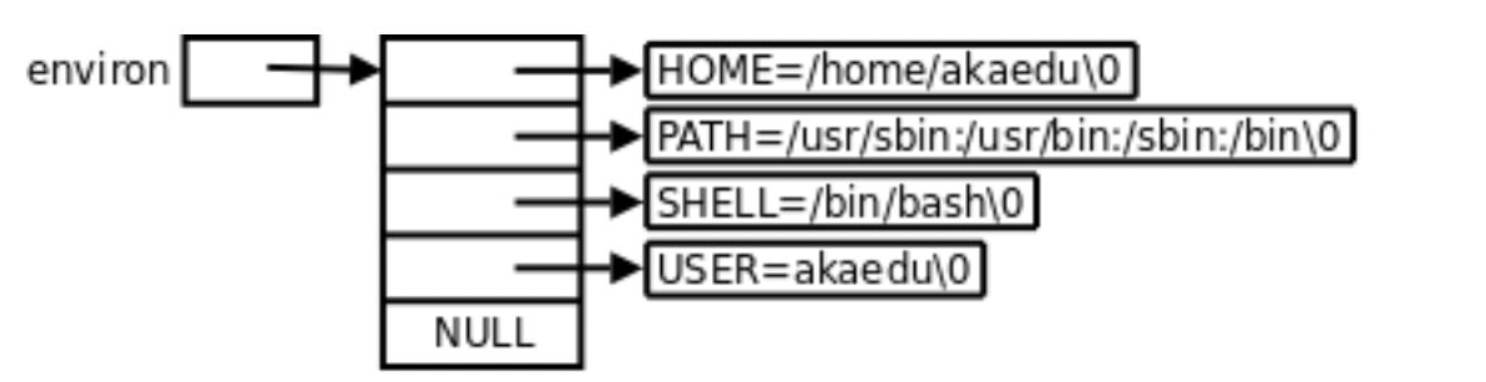 environ HOME=/home/akaedu\0
PATH=/usr/sbin:/usr/bin:/sbin:/bin\0
SHELL=/bin/bash\0
USER=akaedu\0
NULL